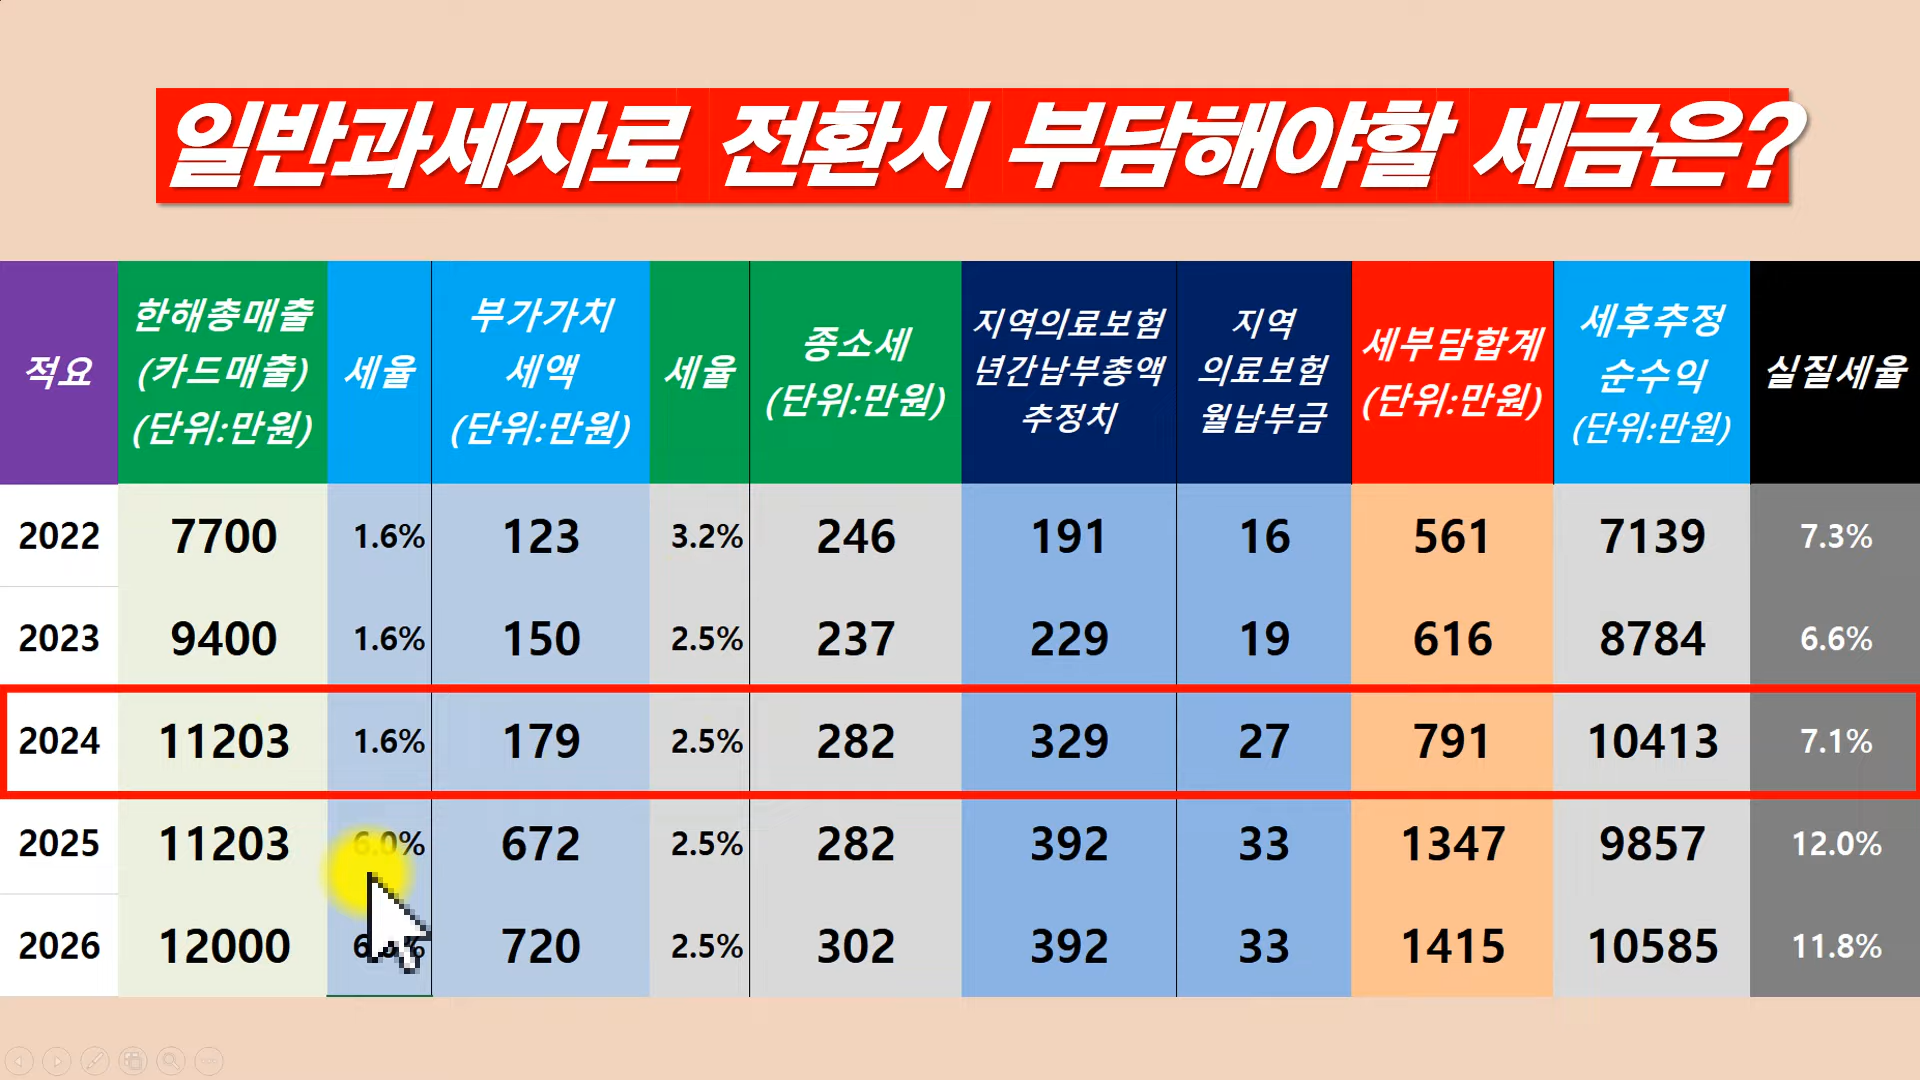 일반과세자로 전환시 부담해야할 세금은?
적요 한해총매출 (카드매출) (단위:만원) 세율 부가가치 세액 (단위:만원) 세율 종소세 (단위:만원) 지역의료보험 년간납부총액 추정치 지역 의료보험 월납부금 세부담합계 (단위:만원) 세후추정 순수익 (단위:만원) 실질세율
2022 7700 1.6% 123 3.2% 246 191 16 561 7139 7.3%
2023 9400 1.6% 150 2.5% 237 229 19 616 8784 6.6%
2024 11203 1.6% 179 2.5% 282 329 27 791 10413 7.1%
2025 11203 6.0% 672 2.5% 282 392 33 1347 9857 12.0%
2026 12000 720 2.5% 302 392 33 1415 10585 11.8%